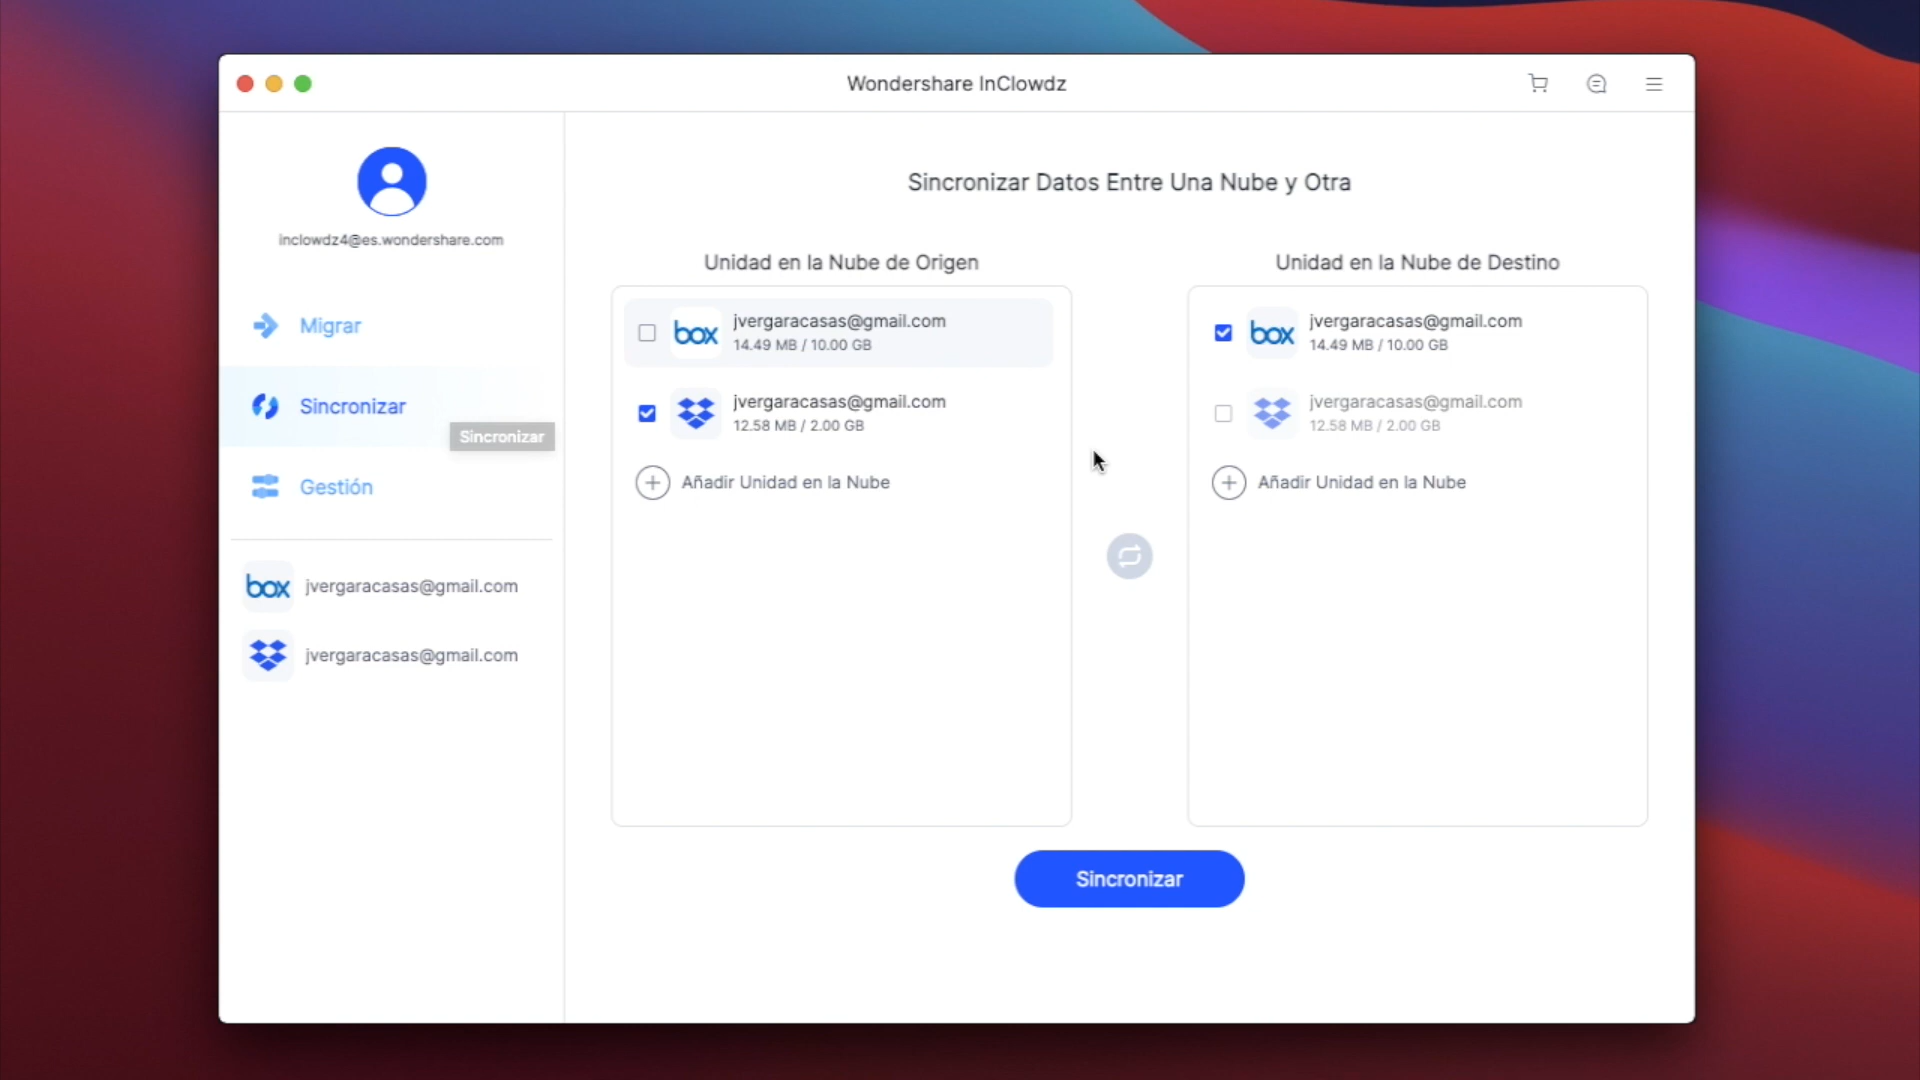 Wondershare InClowdz
inclowdz4@es.wondershare.com
Migrar
Sincronizar
Sincronizar
Gestión
box jvergaracasas@gmail.com
jvergaracasas@gmail.com
Sincronizar Datos Entre Una Nube y Otra
Unidad en la Nube de Origen
box jvergaracasas@gmail.com
14.49 MB / 10.00 GB
jvergaracasas@gmail.com
12.58 MB / 2.00 GB
Añadir Unidad en la Nube
Unidad en la Nube de Destino
box jvergaracasas@gmail.com
14.49 MB / 10.00 GB
jvergaracasas@gmail.com
12.58 MB / 2.00 GB
Añadir Unidad en la Nube
Sincronizar